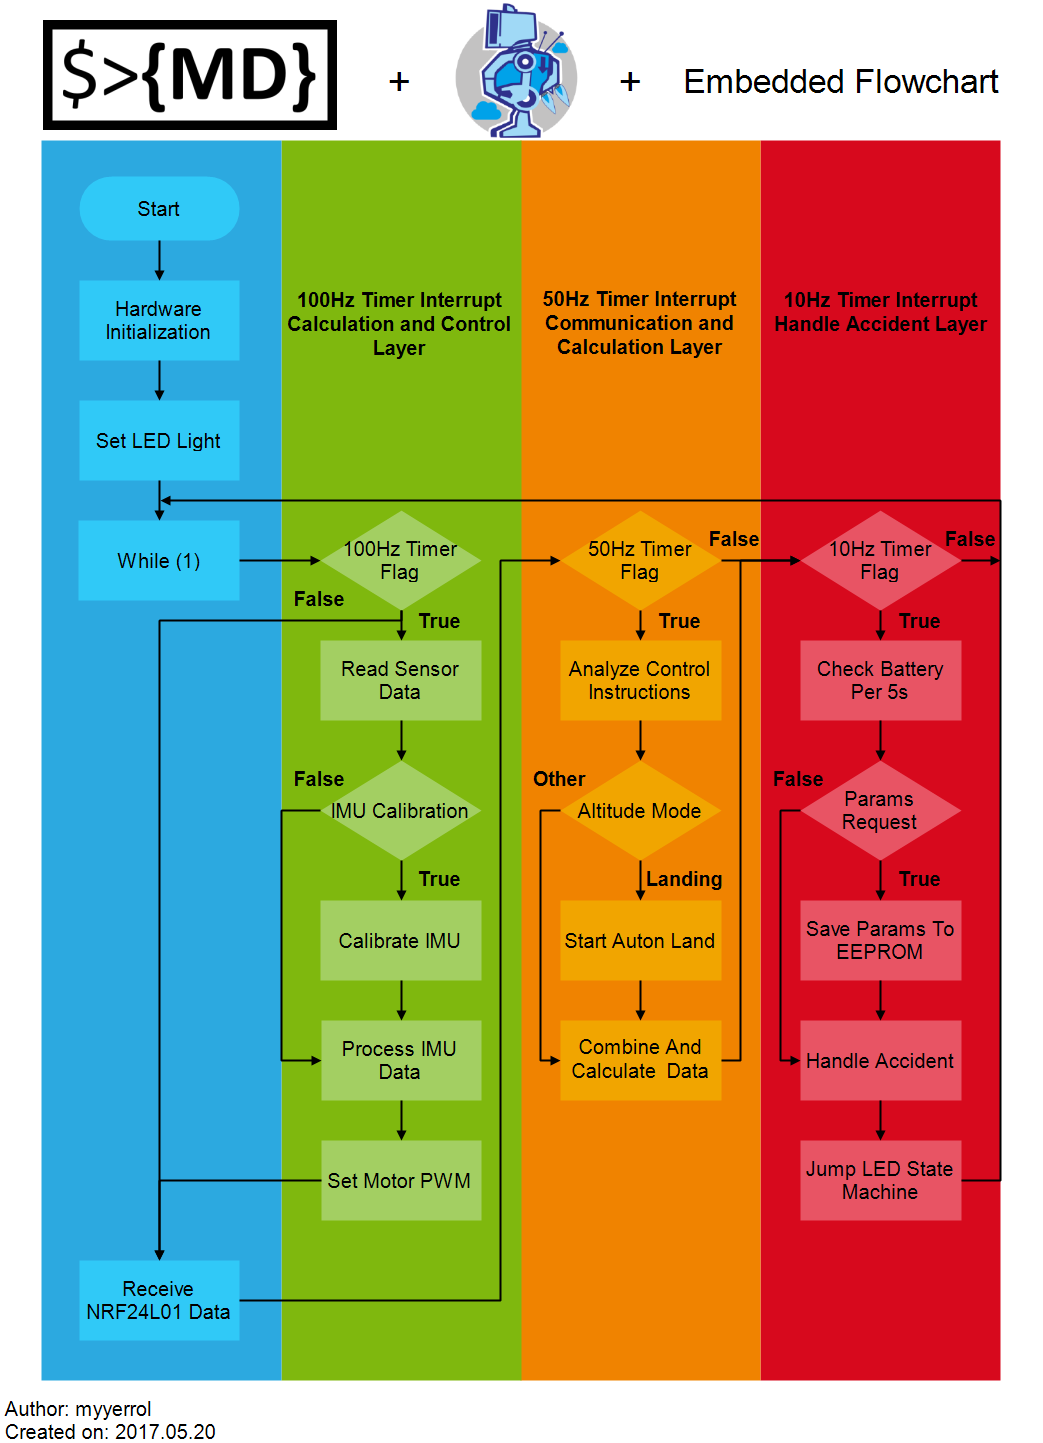 $>{MD}
+
+
Embedded Flowchart
Start
Hardware
Initialization
Set LED Light
While (1)
Receive
NRF24L01 Data
100Hz Timer Interrupt
Calculation and Control
Layer
100Hz Timer
Flag
False
True
Read Sensor
Data
False
IMU Calibration
True
Calibrate IMU
Process IMU
Data
Set Motor PWM
50Hz Timer Interrupt
Communication and
Calculation Layer
50Hz Timer
Flag
False
True
Analyze Control
Instructions
Other
Altitude Mode
Landing
Start Auton Land
Combine And
Calculate  Data
10Hz Timer Interrupt
Handle Accident Layer
10Hz Timer
Flag
False
True
Check Battery
Per 5s
False
Params
Request
True
Save Params To
EEPROM
Handle Accident
Jump LED State
Machine
Author: myyerrol
Created on: 2017.05.20